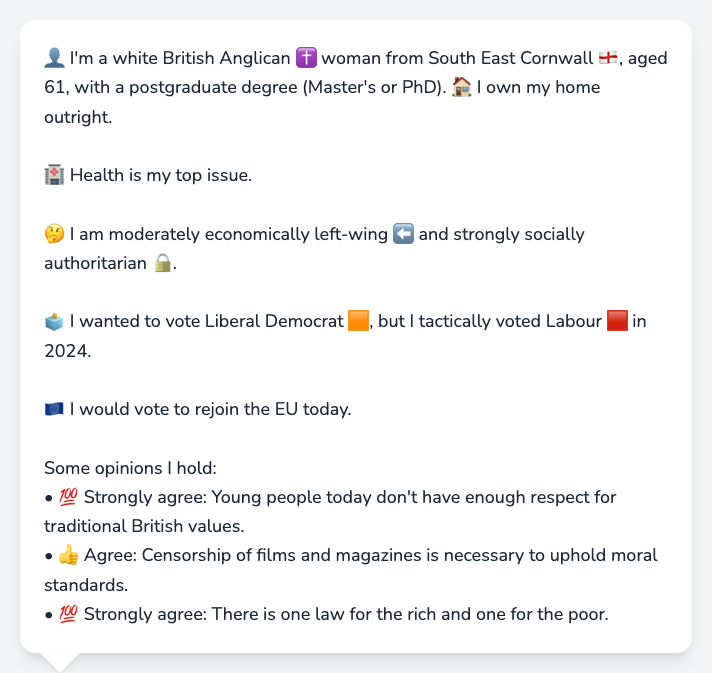 👤 I'm a white British Anglican ✝️ woman from South East Cornwall 🏴󠁧󠁢󠁥󠁮󠁧󠁿, aged
61, with a postgraduate degree (Master's or PhD). 🏠 I own my home
outright.
🏥 Health is my top issue.
🤔 I am moderately economically left-wing ⬅️ and strongly socially
authoritarian 🔒.
🗳️ I wanted to vote Liberal Democrat 🟧, but I tactically voted Labour 🟥 in
2024.
🇪🇺 I would vote to rejoin the EU today.
Some opinions I hold:
• 💯 Strongly agree: Young people today don't have enough respect for
traditional British values.
• 👍 Agree: Censorship of films and magazines is necessary to uphold moral
standards.
• 💯 Strongly agree: There is one law for the rich and one for the poor.